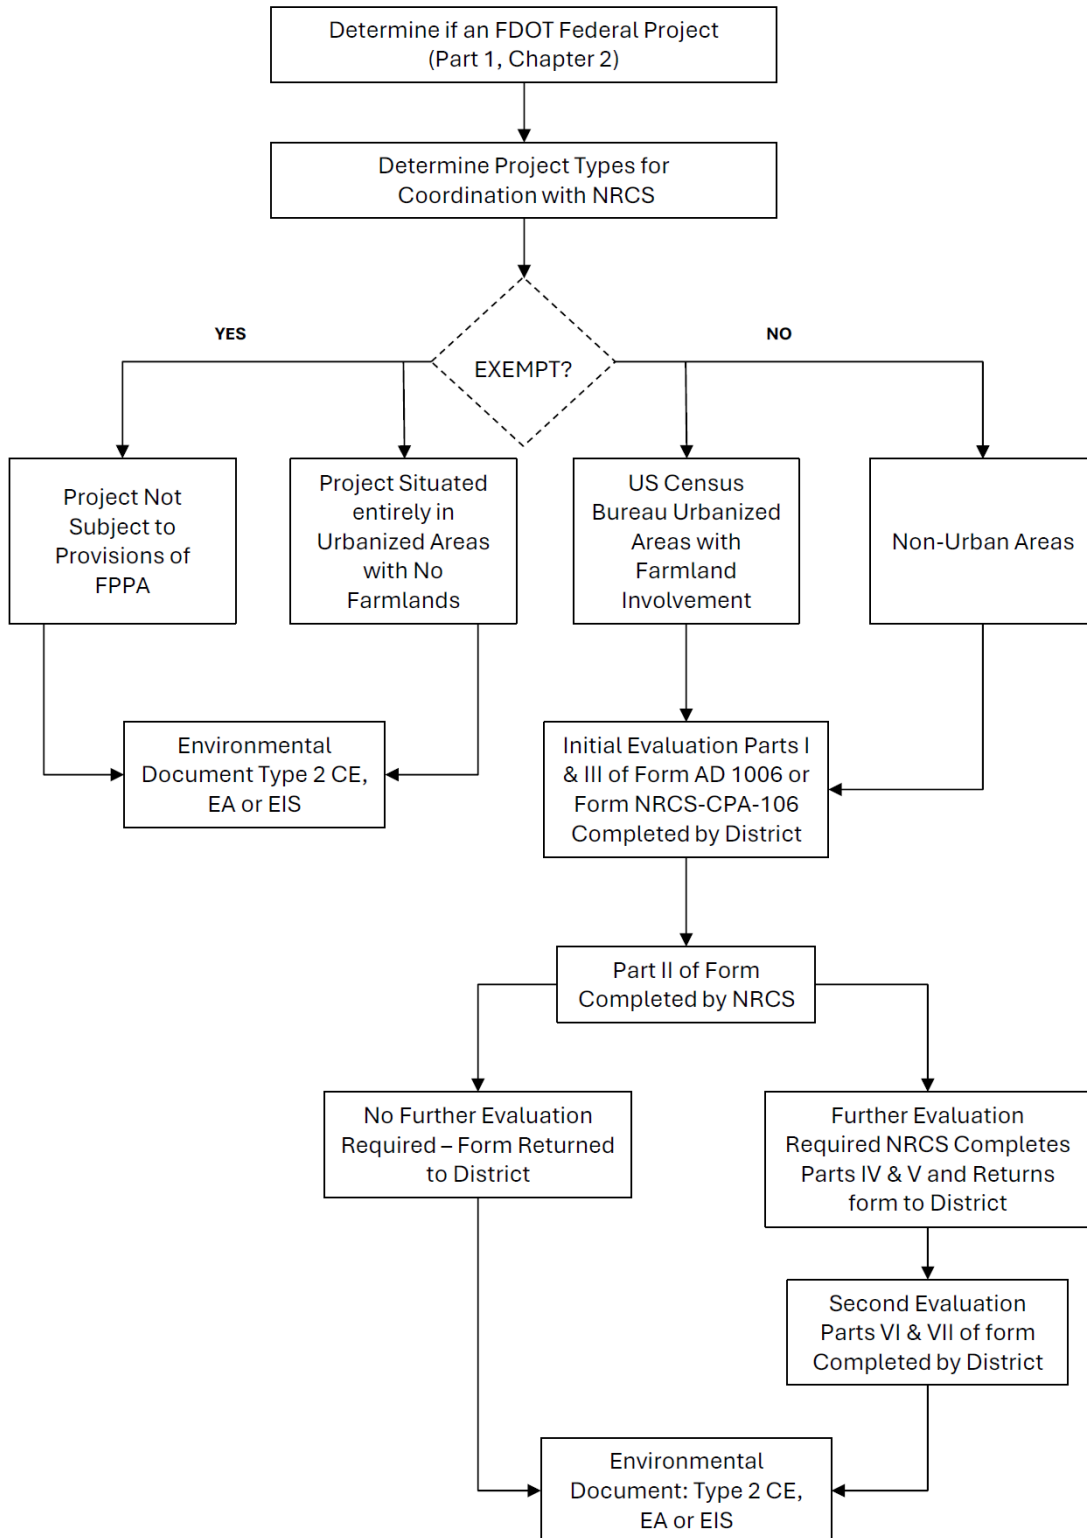 Determine if an FDOT Federal Project
(Part 1, Chapter 2)
Determine Project Types for
Coordination with NRCS
YES
NO
EXEMPT?
Project Not
Subject to
Provisions of
FPPA
Project Situated
entirely in
Urbanized Areas
with No
Farmlands
US Census
Bureau Urbanized
Areas with
Farmland
Involvement
Non-Urban Areas
Environmental
Document Type 2 CE,
EA or EIS
Initial Evaluation Parts I
& III of Form AD 1006 or
Form NRCS-CPA-106
Completed by District
Part II of Form
Completed by NRCS
No Further Evaluation
Required – Form Returned
to District
Further Evaluation
Required NRCS Completes
Parts IV & V and Returns
form to District
Second Evaluation
Parts VI & VII of form
Completed by District
Environmental
Document: Type 2 CE,
EA or EIS